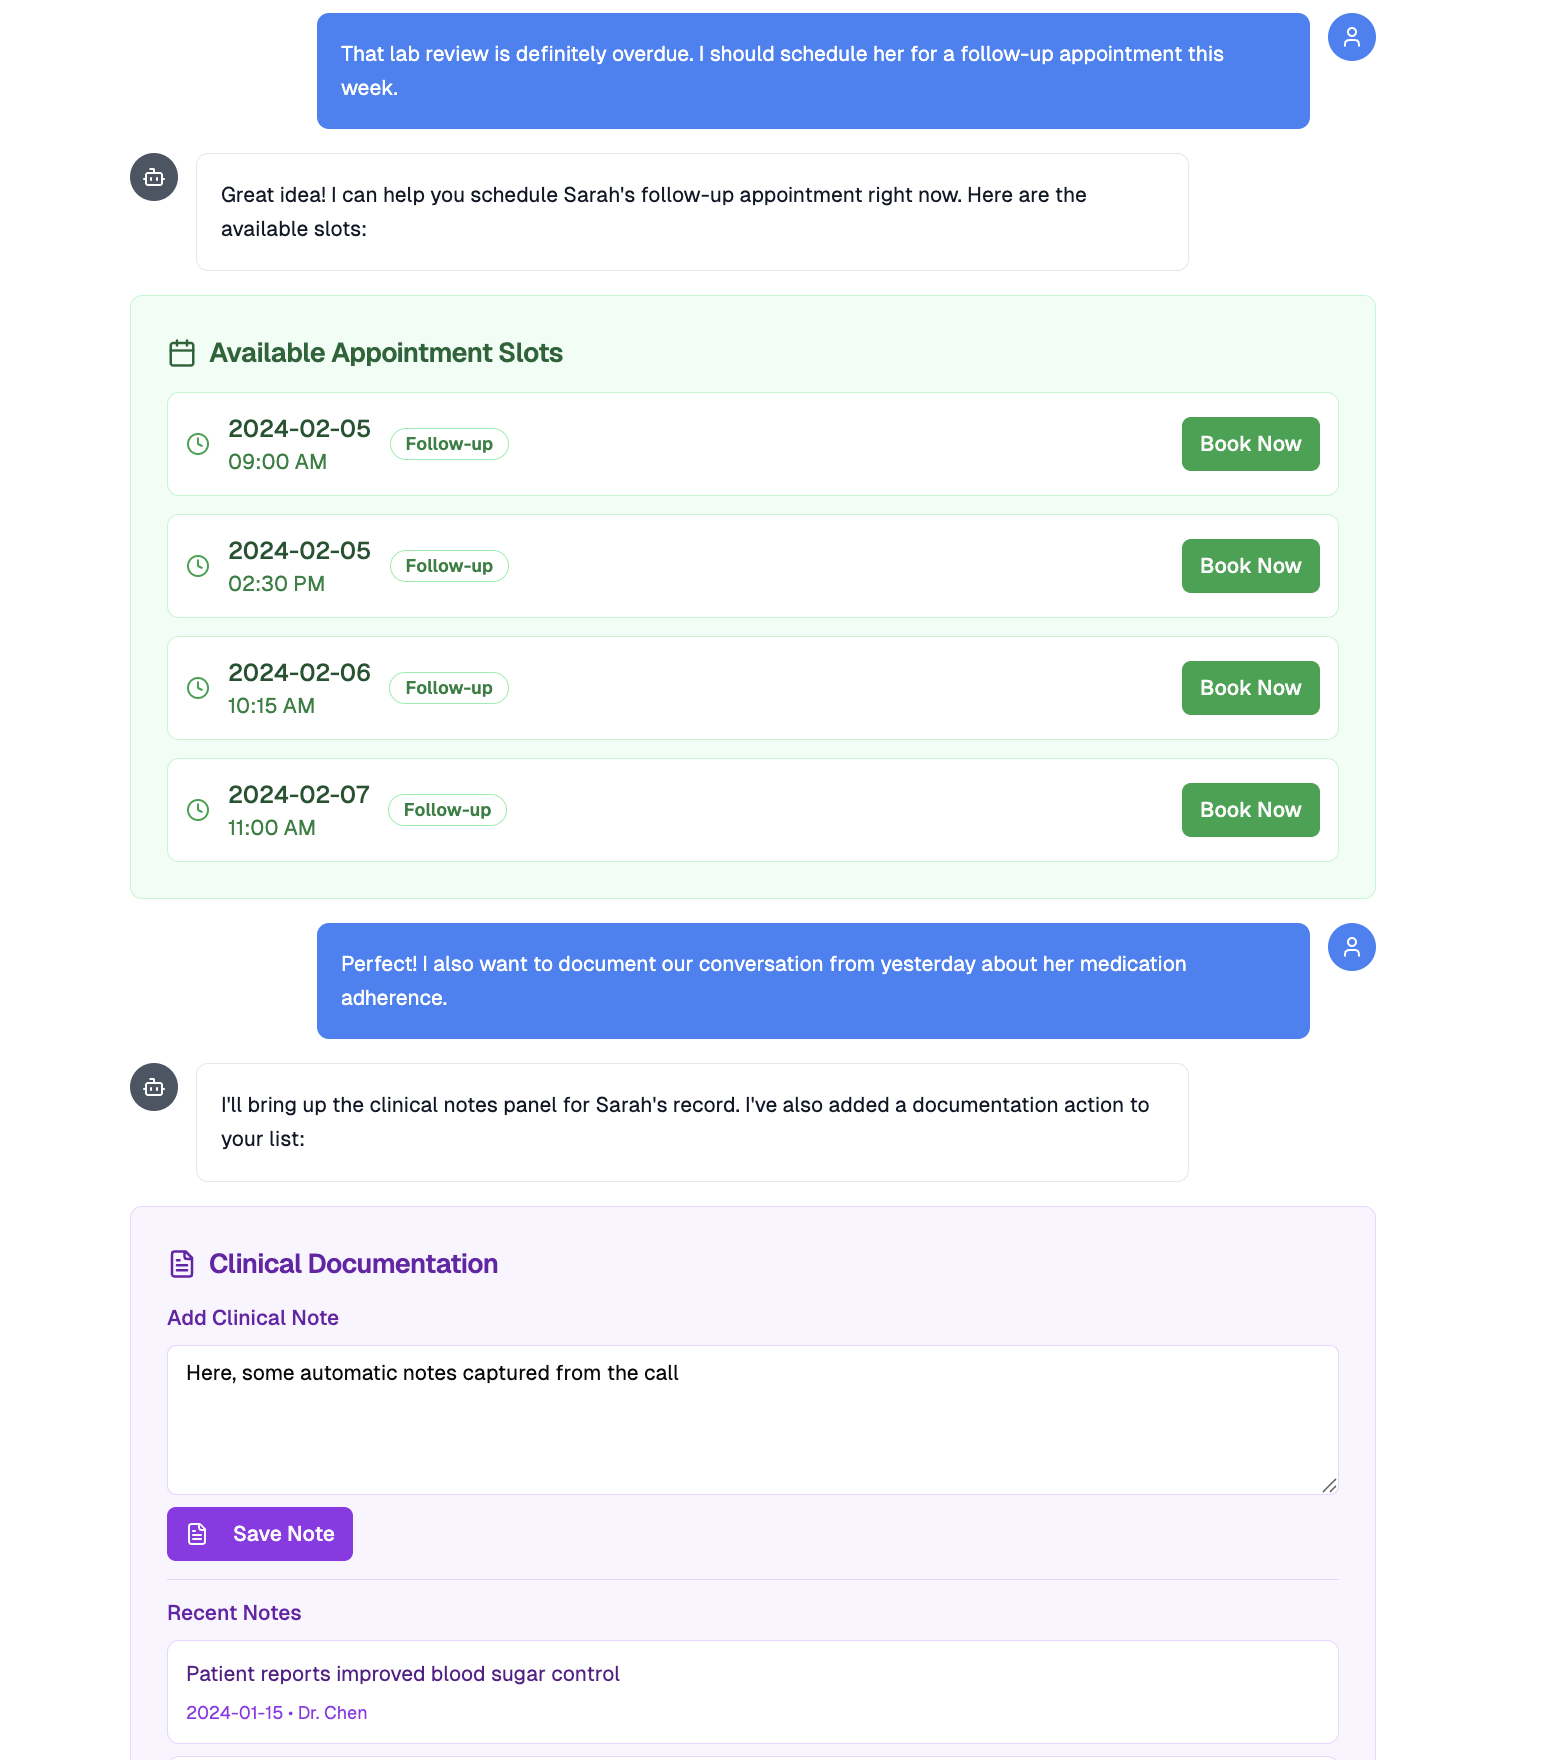 That lab review is definitely overdue. I should schedule her for a follow-up appointment this
week.
Great idea! I can help you schedule Sarah's follow-up appointment right now. Here are the
available slots:
Available Appointment Slots
2024-02-05
09:00 AM
Follow-up
Book Now
2024-02-05
02:30 PM
Follow-up
Book Now
2024-02-06
10:15 AM
Follow-up
Book Now
2024-02-07
11:00 AM
Follow-up
Book Now
Perfect! I also want to document our conversation from yesterday about her medication
adherence.
I'll bring up the clinical notes panel for Sarah's record. I've also added a documentation action to
your list:
Clinical Documentation
Add Clinical Note
Here, some automatic notes captured from the call
Save Note
Recent Notes
Patient reports improved blood sugar control
2024-01-15 • Dr. Chen